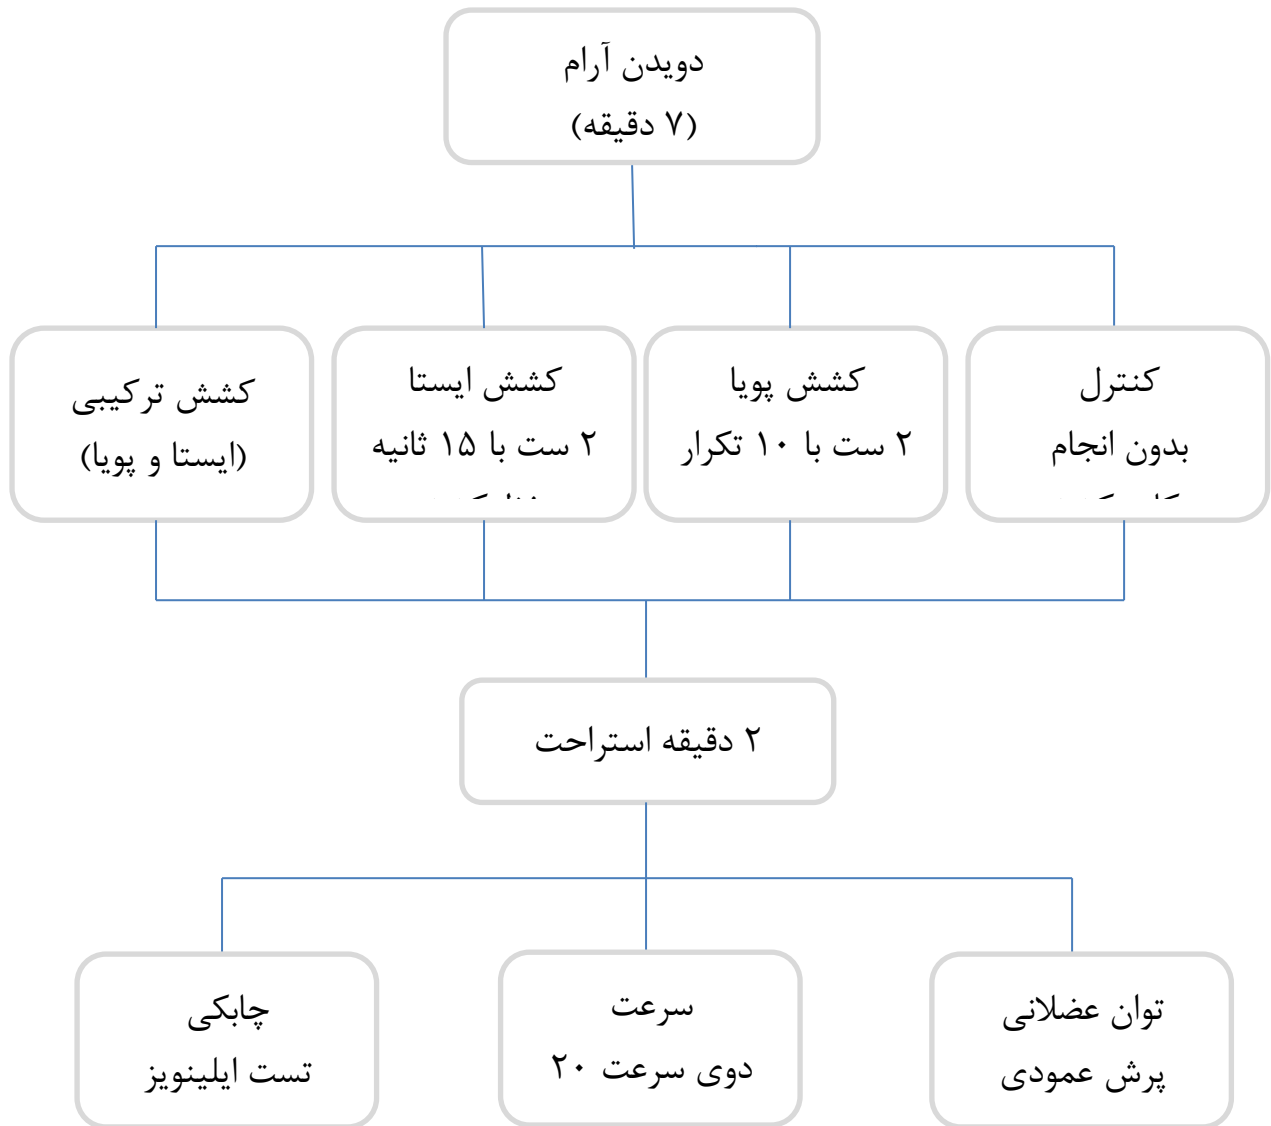 دویدن آرام
(۷ دقیقه)
کنترل
بدون انجام
کشش پویا
۲ ست با ۱۰ تکرار
کشش ایستا
۲ ست با ۱۵ ثانیه
کشش ترکیبی
(ایستا و پویا)
۲ دقیقه استراحت
توان عضلانی
پرش عمودی
سرعت
دوی سرعت ۲۰
چابکی
تست ایلینویز